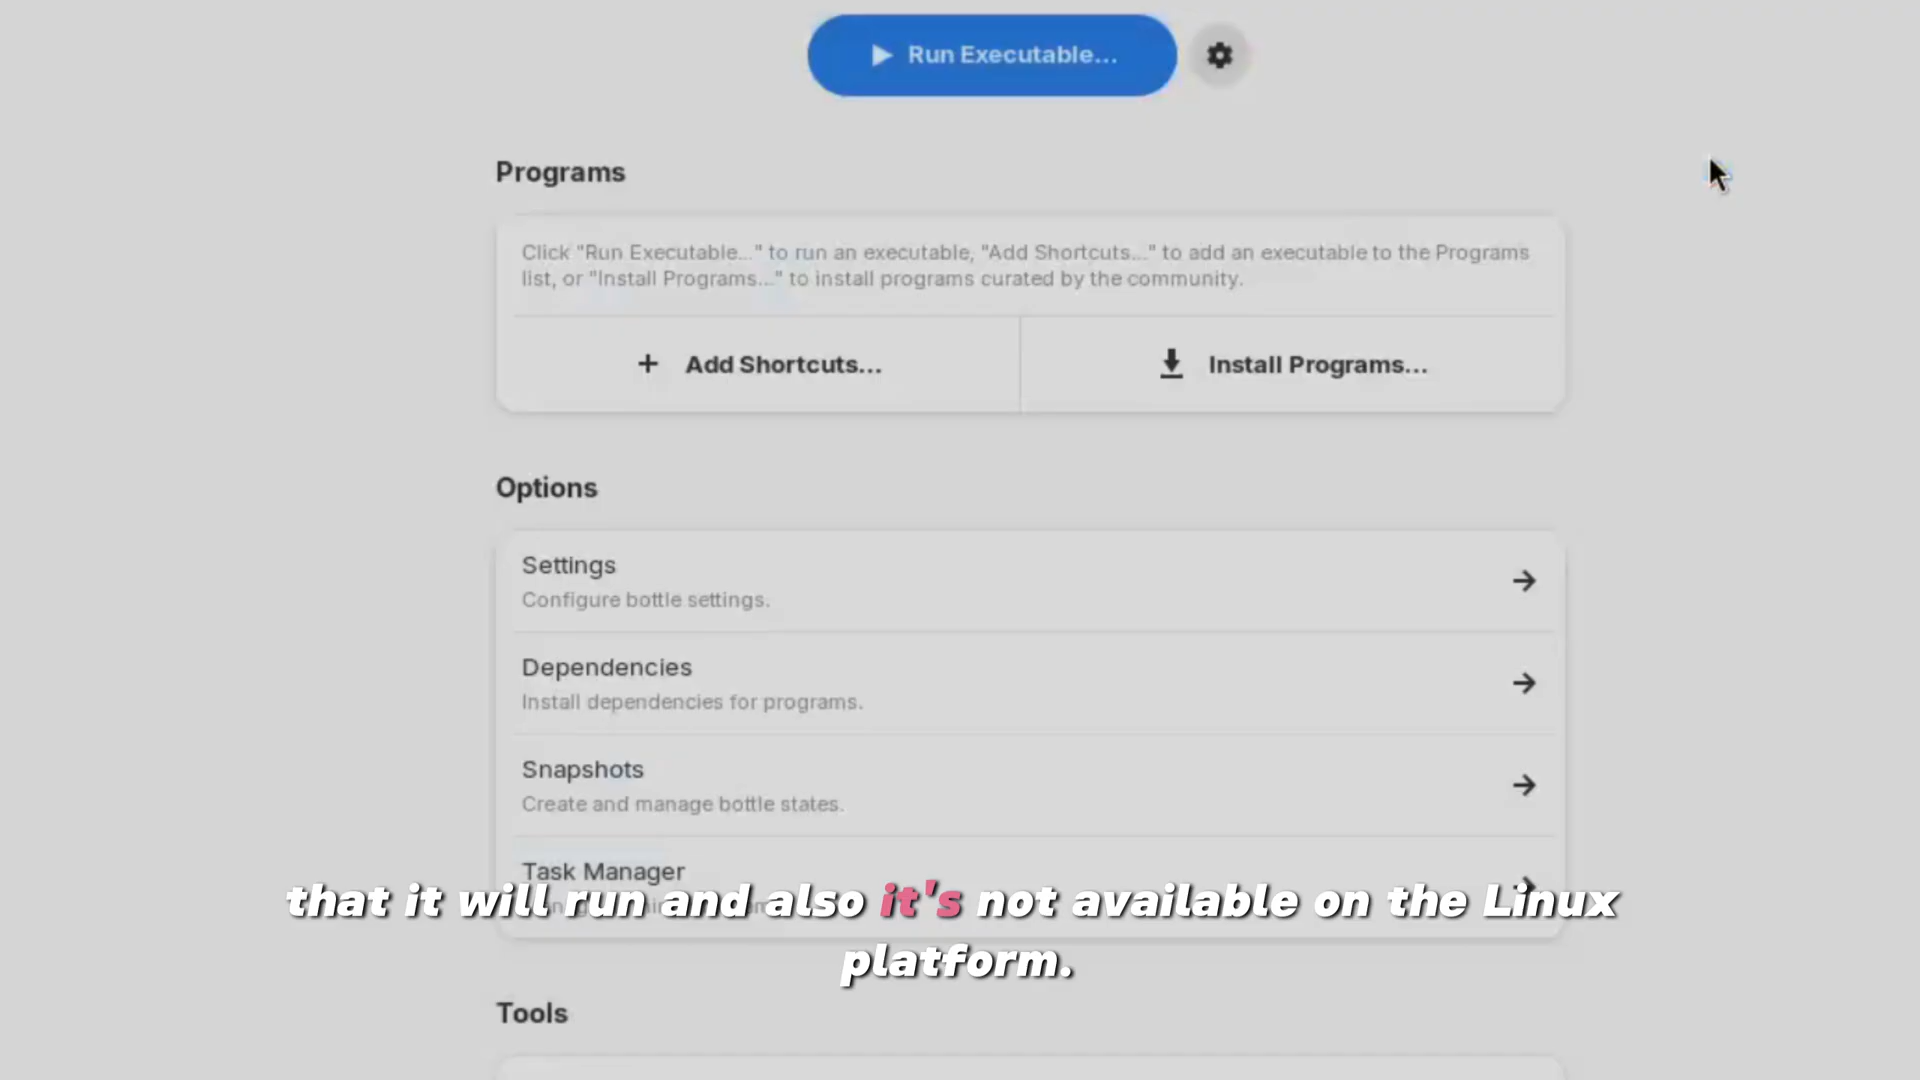 Run Executable...
Programs
Click "Run Executable..." to run an executable, "Add Shortcuts..." to add an executable to the Programs
list, or "Install Programs..." to install programs curated by the community.
Add Shortcuts...
Install Programs...
Options
Settings
Configure bottle settings.
Dependencies
Install dependencies for programs.
Snapshots
Create and manage bottle states.
Task Manager
that it will run and also it's not available on the Linux
platform.
Tools